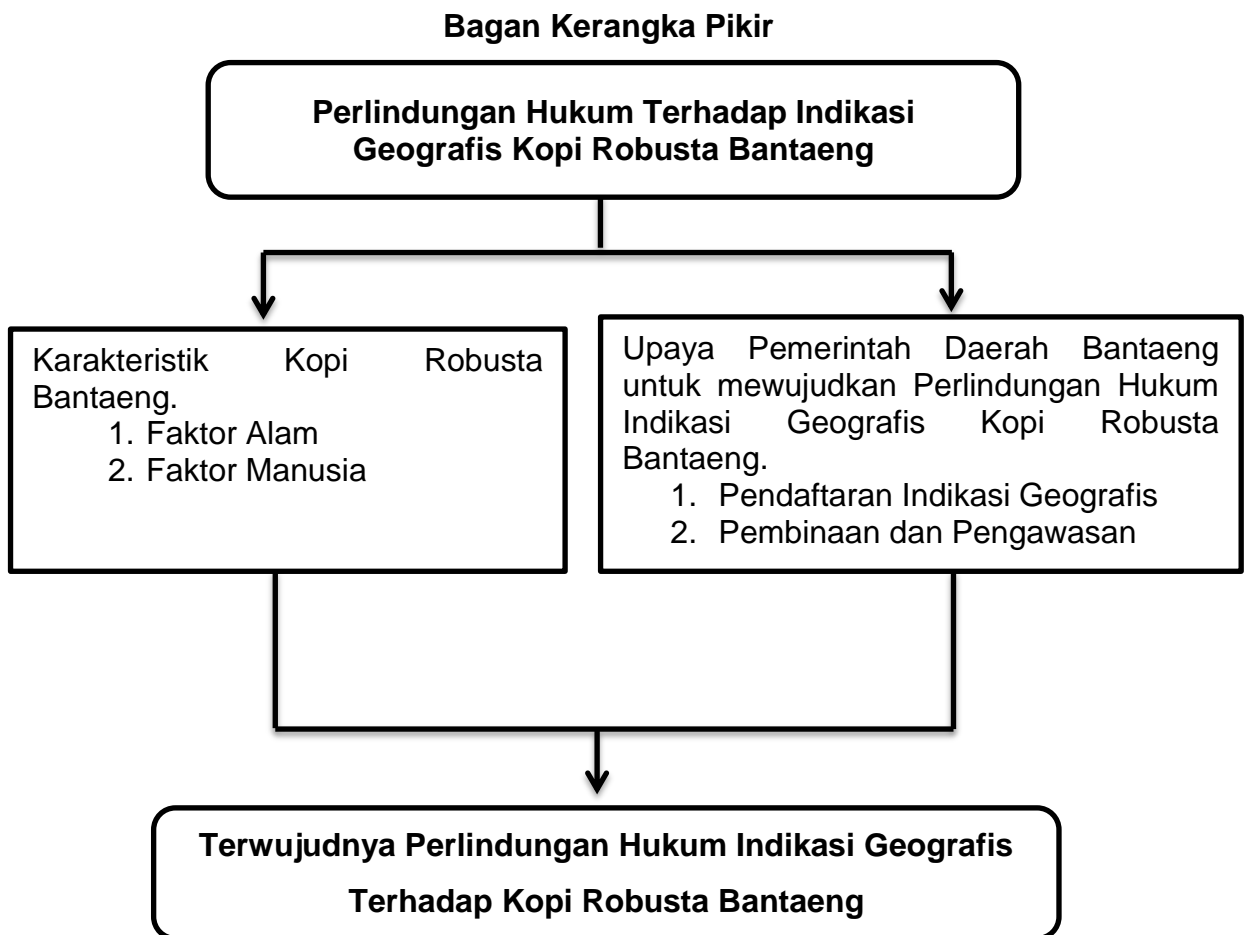 Bagan Kerangka Pikir
Perlindungan Hukum Terhadap Indikasi
Geografis Kopi Robusta Bantaeng
Karakteristik Kopi Robusta
Bantaeng.
1. Faktor Alam
2. Faktor Manusia
Upaya Pemerintah Daerah Bantaeng
untuk mewujudkan Perlindungan Hukum
Indikasi Geografis Kopi Robusta
Bantaeng.
1. Pendaftaran Indikasi Geografis
2. Pembinaan dan Pengawasan
Terwujudnya Perlindungan Hukum Indikasi Geografis
Terhadap Kopi Robusta Bantaeng